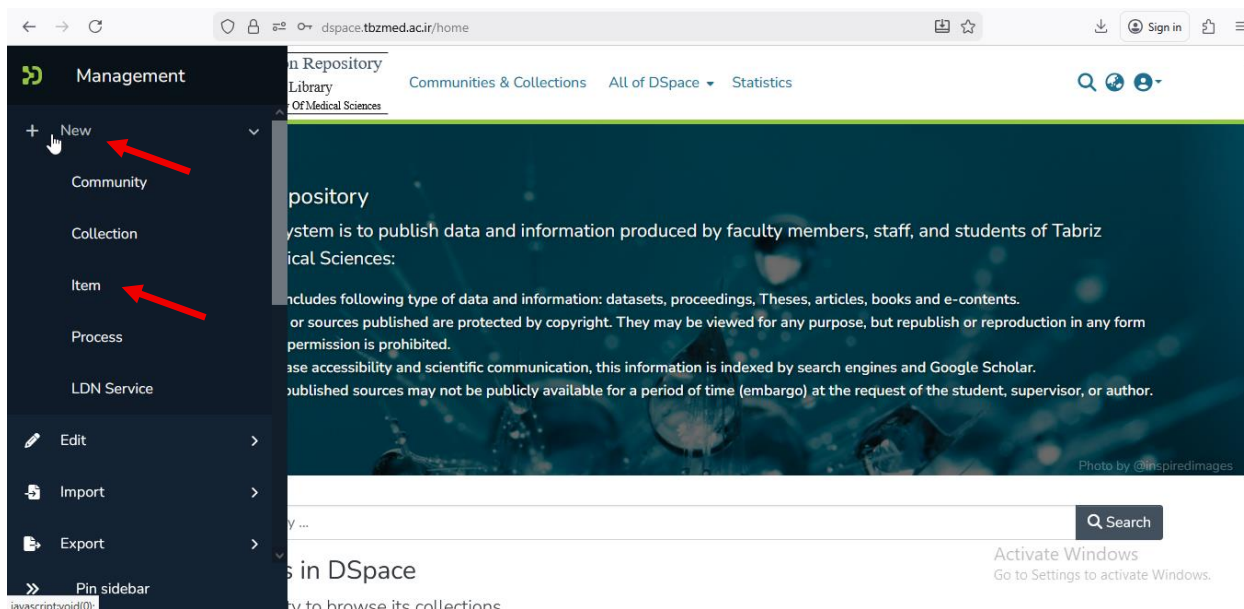 dspace.tbzmed.ac.ir/home
Sign in
Management
n Repository
Library
Of Medical Sciences
Communities & Collections
All of DSpace
Statistics
New
Community
Collection
Item
Process
LDN Service
Edit
Import
Export
Pin sidebar
javascript:void(0);
pository
ystem is to publish data and information produced by faculty members, staff, and students of Tabriz
ical Sciences:
ncludes following type of data and information: datasets, proceedings, Theses, articles, books and e-contents.
or sources published are protected by copyright. They may be viewed for any purpose, but republish or reproduction in any form
permission is prohibited.
ase accessibility and scientific communication, this information is indexed by search engines and Google Scholar.
published sources may not be publicly available for a period of time (embargo) at the request of the student, supervisor, or author.
Photo by @inspiredimages
y ...
Search
s in DSpace
ty to browse its collections
Activate Windows
Go to Settings to activate Windows.